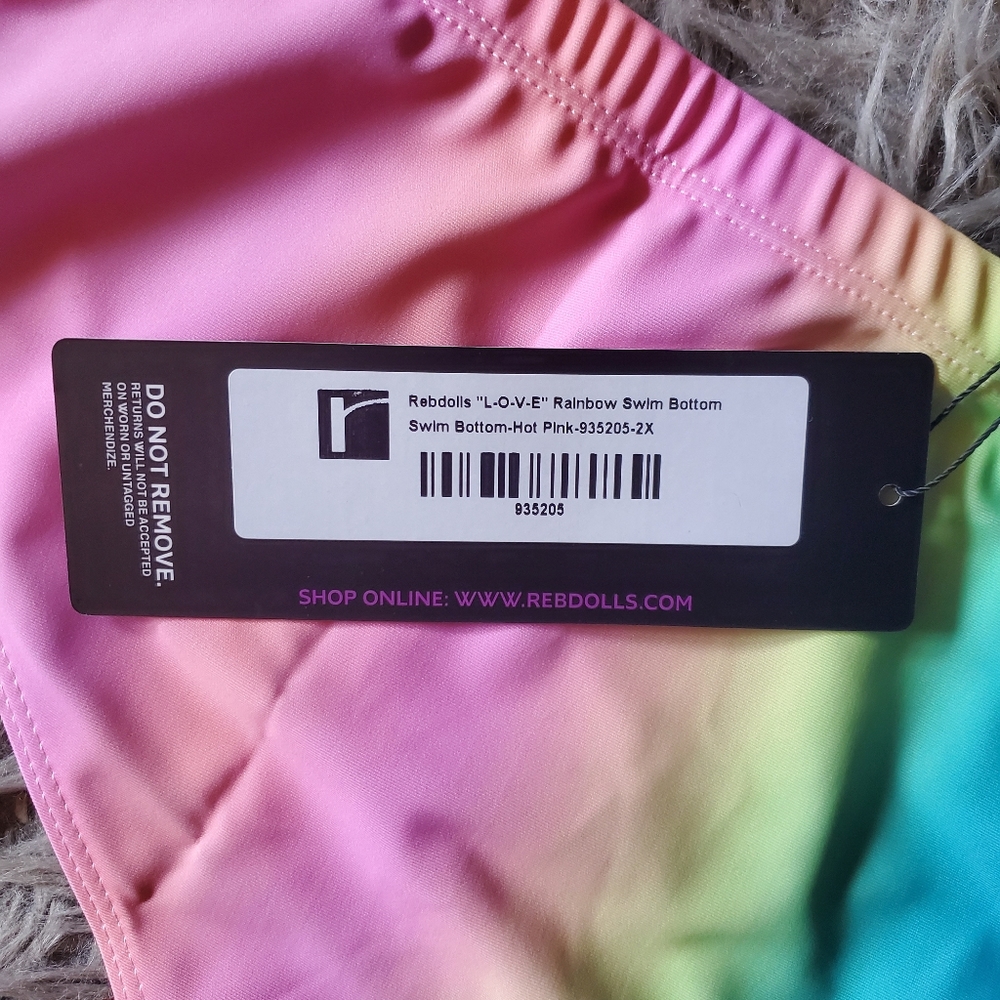 DO NOT REMOVE.
RETURNS WILL NOT BE ACCEPTED
ON WORN OR UNTAGGED
MERCHENDIZE.
r
Rebdolls "L-O-V-E" Rainbow Swim Bottom
Swim Bottom-Hot Pink-935205-2X
935205
SHOP ONLINE: WWW.REBDOLLS.COM